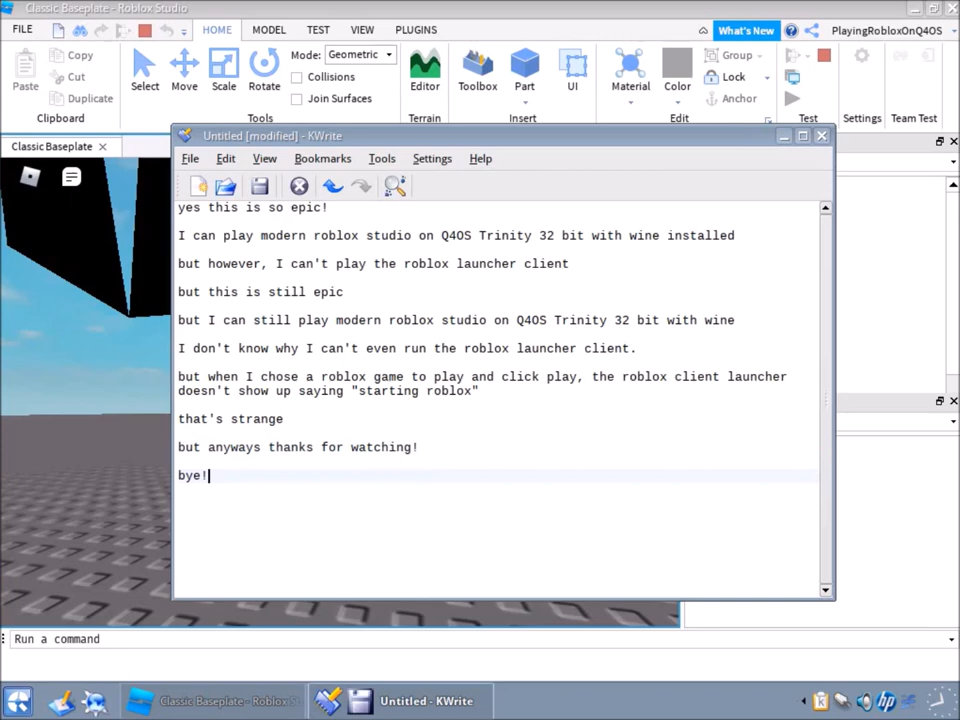 Classic Baseplate - Roblox Studio
FILE HOME MODEL TEST VIEW PLUGINS What's New PlayingRobloxOnQ4OS
Paste Copy Cut Duplicate Select Move Scale Rotate Mode: Geometric Collisions Join Surfaces Editor Toolbox Part UI Material Color Group Lock Anchor
Clipboard Tools Terrain Insert Edit Test Settings Team Test
Classic Baseplate
Untitled [modified] - KWrite
File Edit View Bookmarks Tools Settings Help
yes this is so epic!
I can play modern roblox studio on Q4OS Trinity 32 bit with wine installed
but however, I can't play the roblox launcher client
but this is still epic
but I can still play modern roblox studio on Q4OS Trinity 32 bit with wine
I don't know why I can't even run the roblox launcher client.
but when I chose a roblox game to play and click play, the roblox client launcher
doesn't show up saying "starting roblox"
that's strange
but anyways thanks for watching!
bye!
Run a command
Classic Baseplate - Roblox S Untitled - KWrite hp